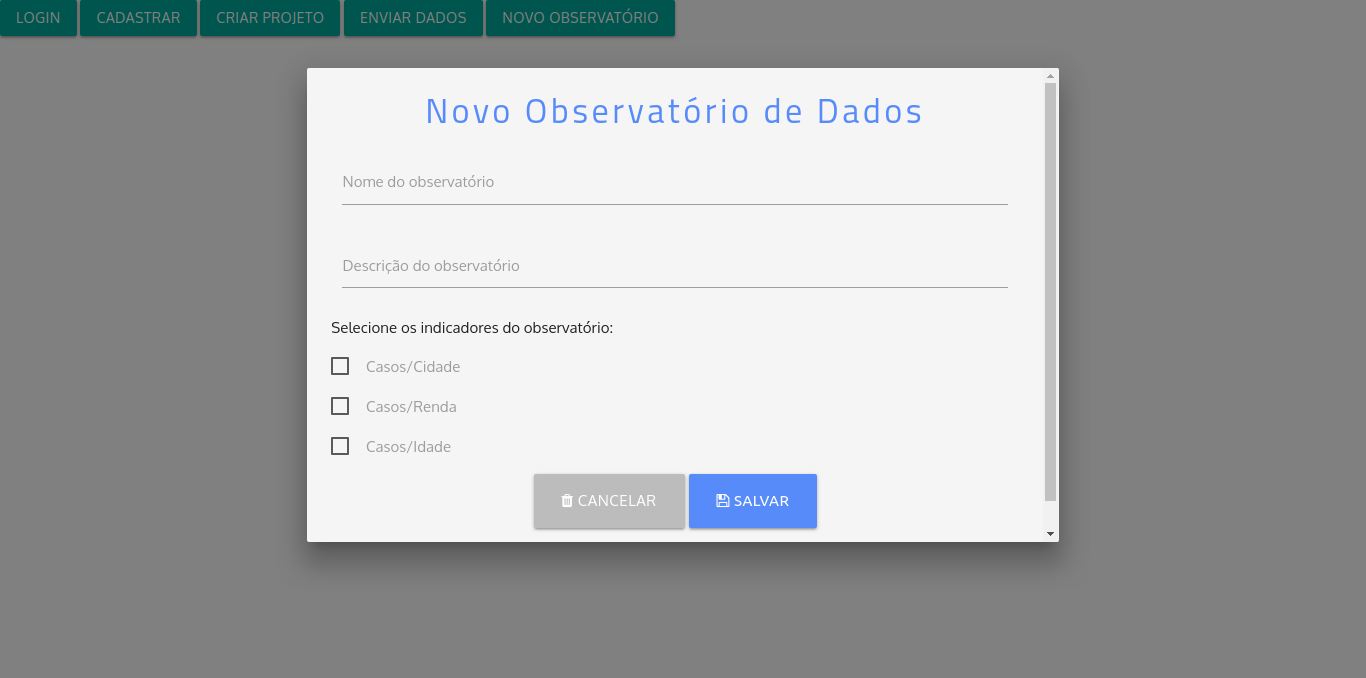 LOGIN CADASTRAR CRIAR PROJETO ENVIAR DADOS NOVO OBSERVATÓRIO
Novo Observatório de Dados
Nome do observatório
Descrição do observatório
Selecione os indicadores do observatório:
Casos/Cidade
Casos/Renda
Casos/Idade
CANCELAR SALVAR